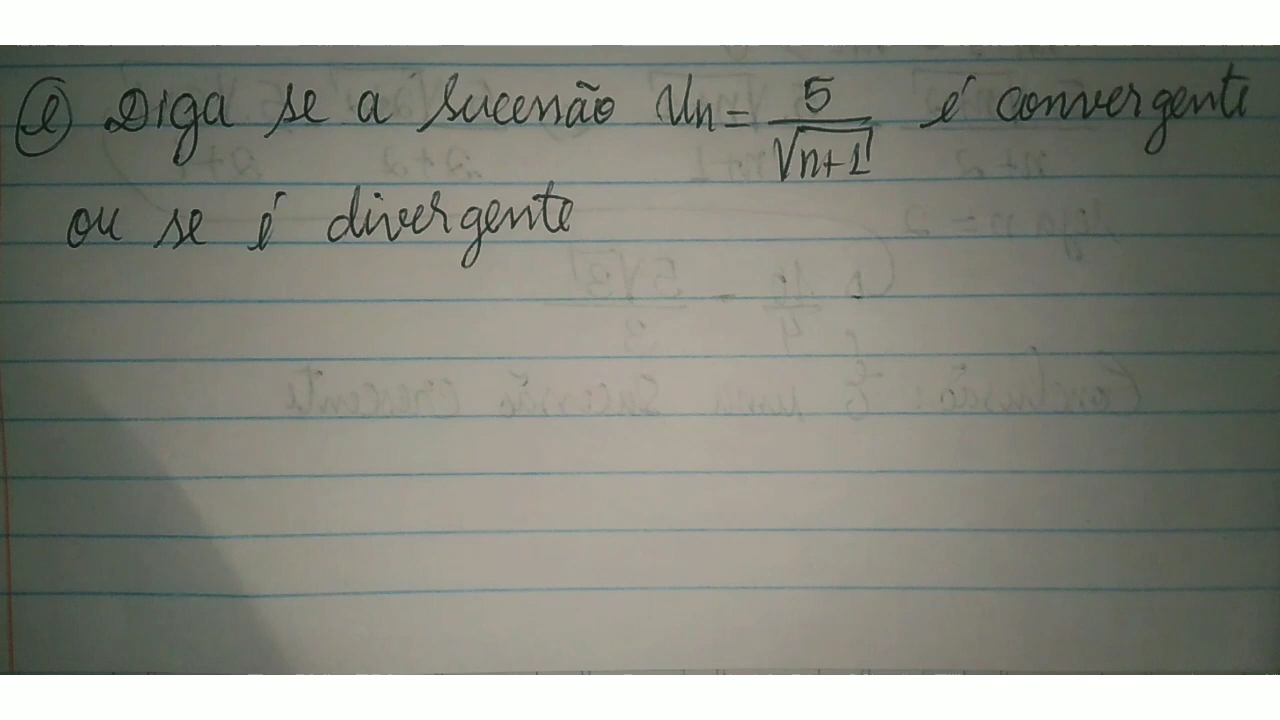 e) Diga se a sucessão Un = 5/√(n+1) é convergente
ou se é divergente